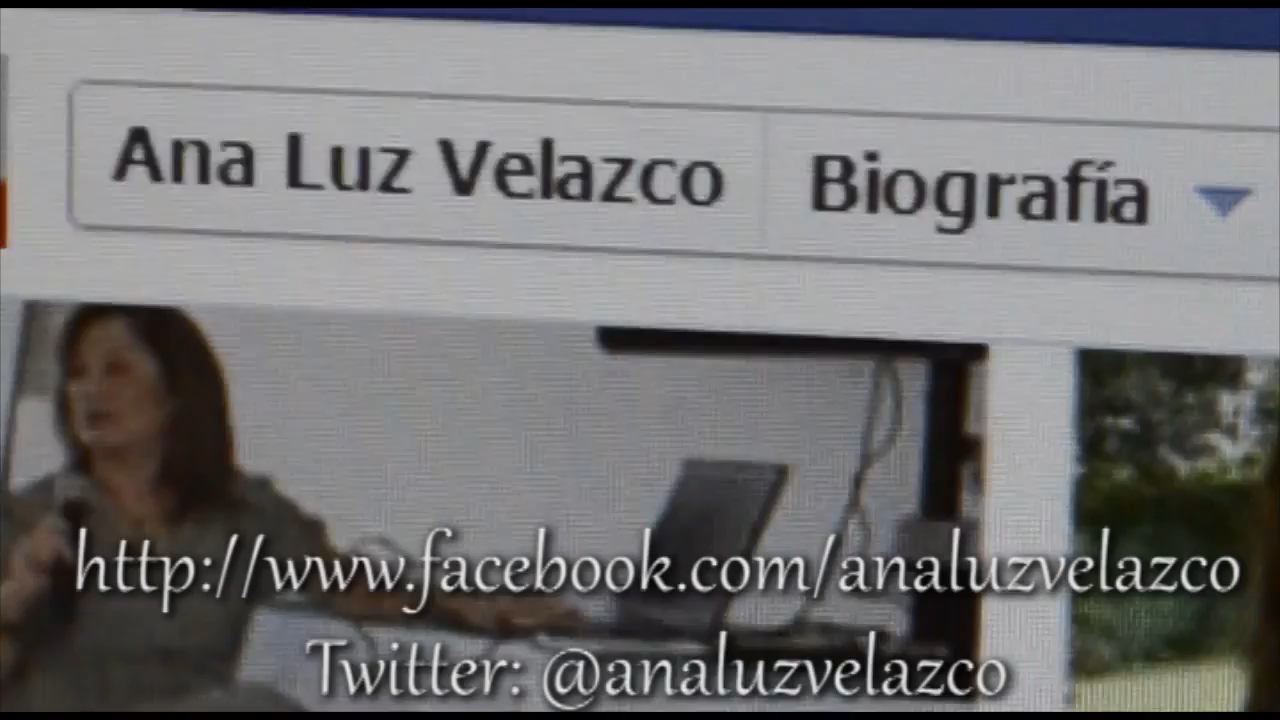 Ana Luz Velazco Biografía
http://www.facebook.com/analuzvelazco
Twitter: @analuzvelazco